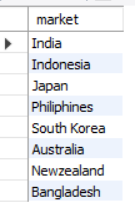 market
India
Indonesia
Japan
Philiphines
South Korea
Australia
Newzealand
Bangladesh